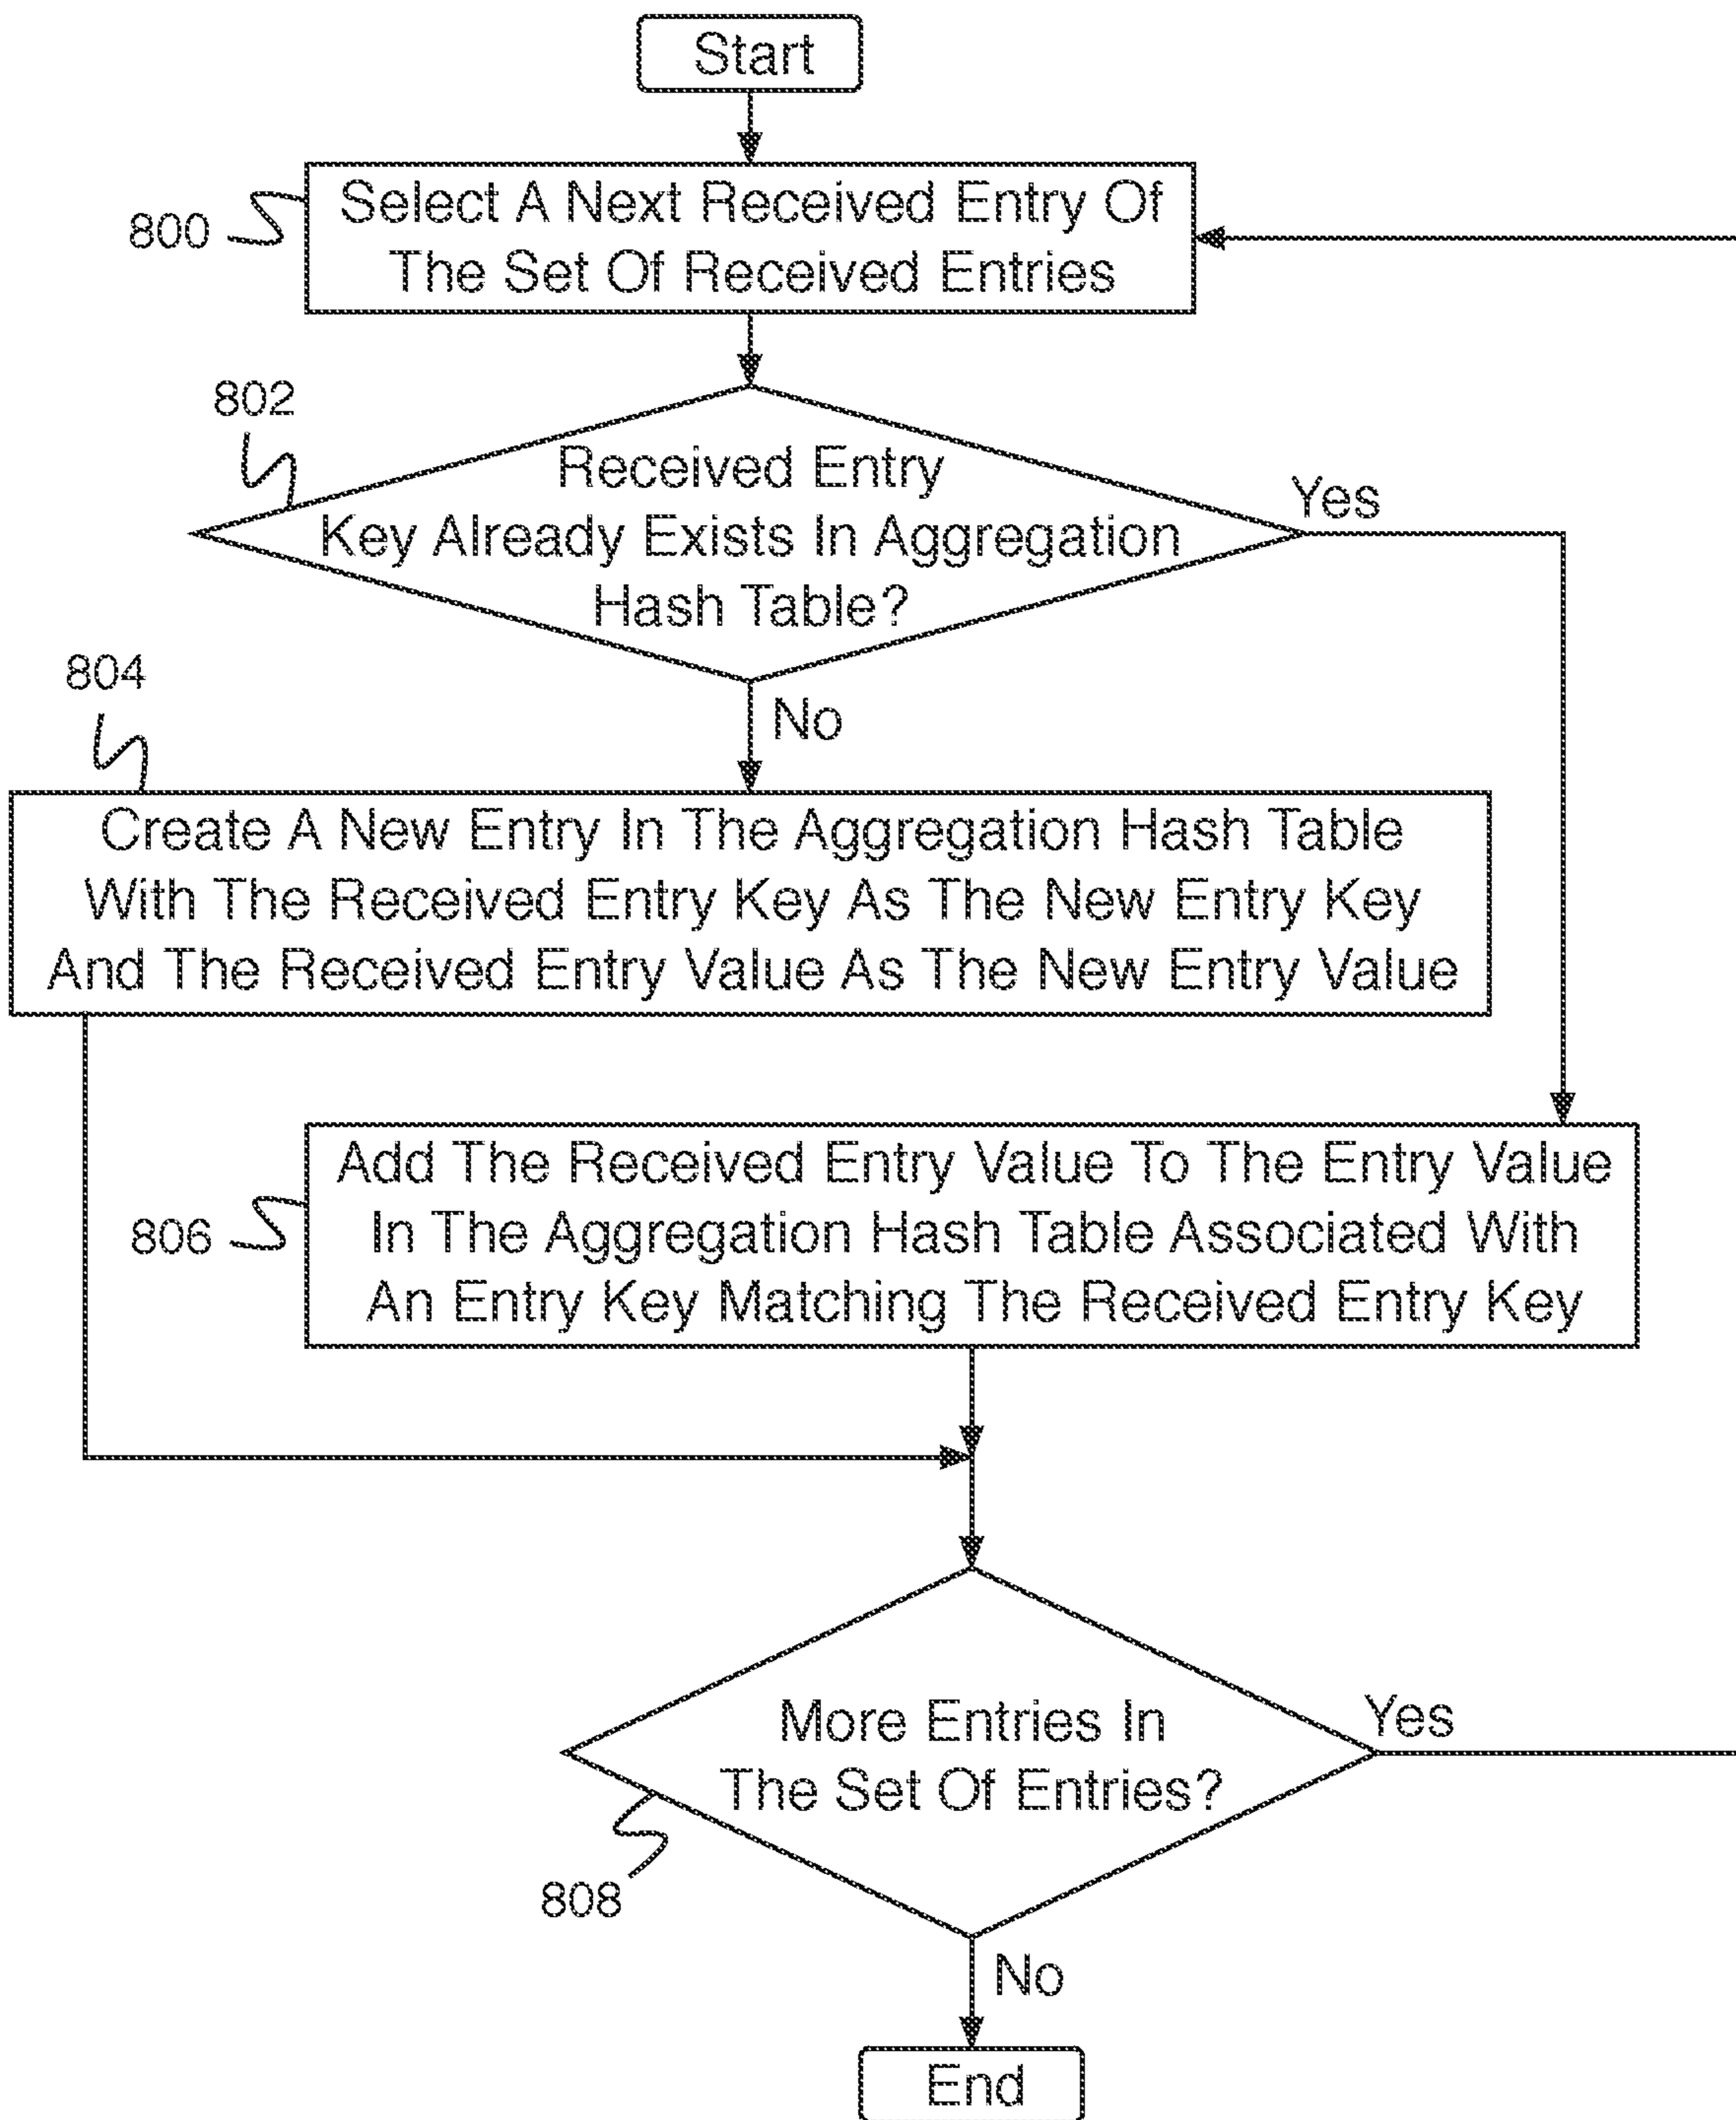 Start
800
Select A Next Received Entry Of
The Set Of Received Entries
802
Received Entry
Key Already Exists In Aggregation
Hash Table?
Yes
No
804
Create A New Entry In The Aggregation Hash Table
With The Received Entry Key As The New Entry Key
And The Received Entry Value As The New Entry Value
806
Add The Received Entry Value To The Entry Value
In The Aggregation Hash Table Associated With
An Entry Key Matching The Received Entry Key
More Entries In
The Set Of Entries?
Yes
808
No
End